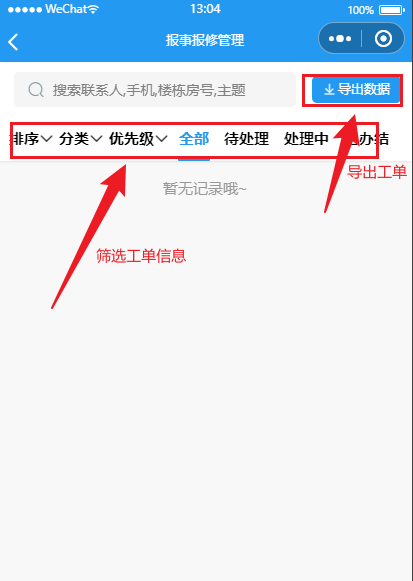 WeChat 13:04 100%
报事报修管理
搜索联系人,手机,楼栋房号,主题 导出数据
排序 分类 优先级 全部 待处理 处理中 办结
导出工单
暂无记录哦~
筛选工单信息